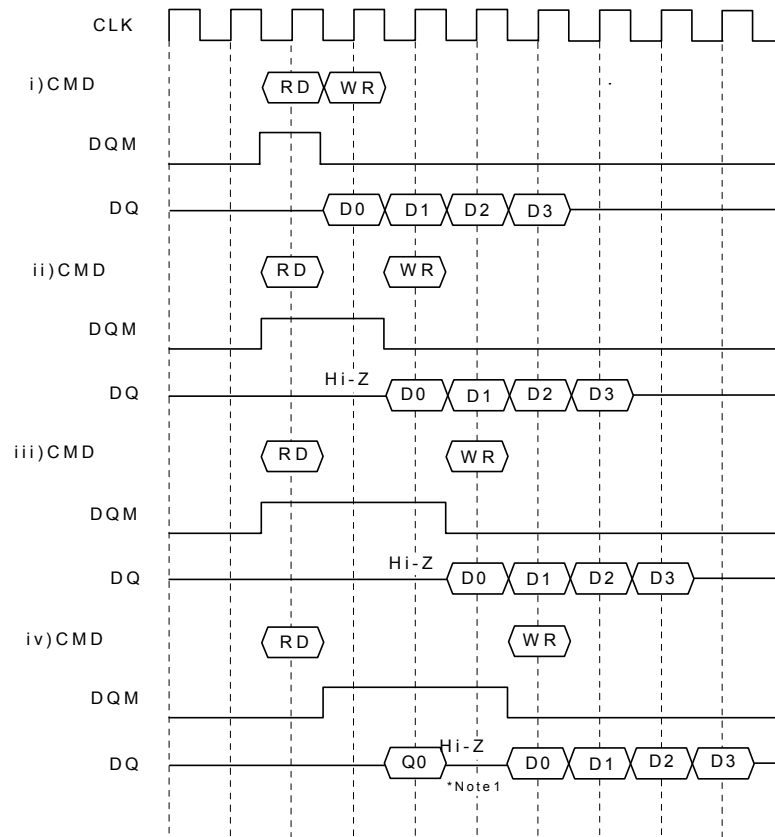 CLK
i)CMD RD WR
DQM
DQ D0 D1 D2 D3
ii)CMD RD WR
DQM
Hi-Z
DQ D0 D1 D2 D3
iii)CMD RD WR
DQM
Hi-Z
DQ D0 D1 D2 D3
iv)CMD RD WR
DQM
Hi-Z
DQ Q0 D0 D1 D2 D3
*Note1